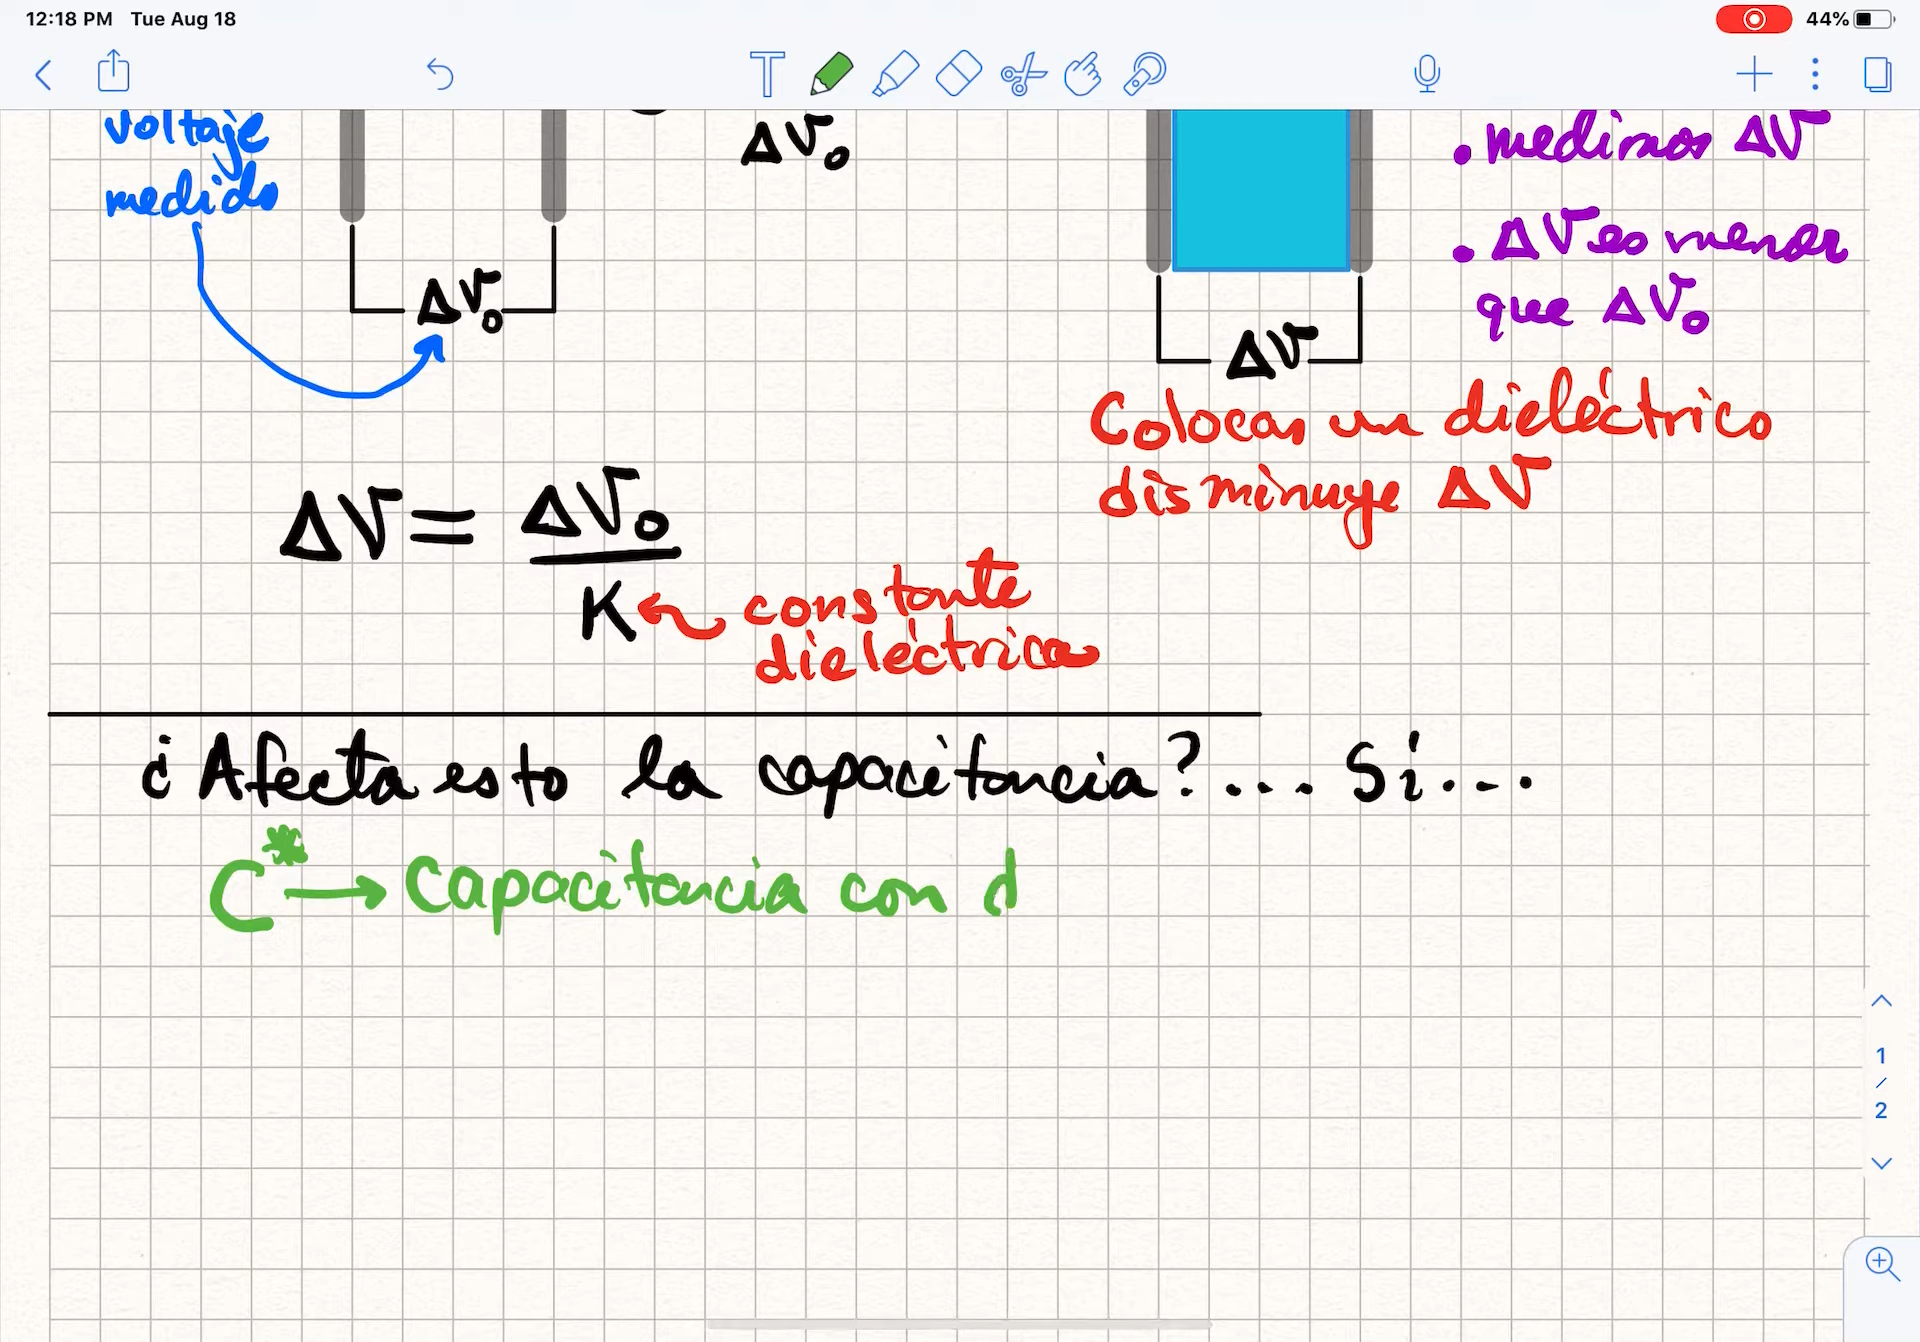 12:18 PM Tue Aug 18
44%
T
voltaje
medido
ΔV₀
ΔV₀
ΔV
• medimos ΔV
• ΔV es menor
que ΔV₀
Colocar un dieléctrico
disminuye ΔV
ΔV = ΔV₀
K
constante
dieléctrica
¿Afecta esto la capacitancia?... Sí...
C* → Capacitancia con d
1
/
2